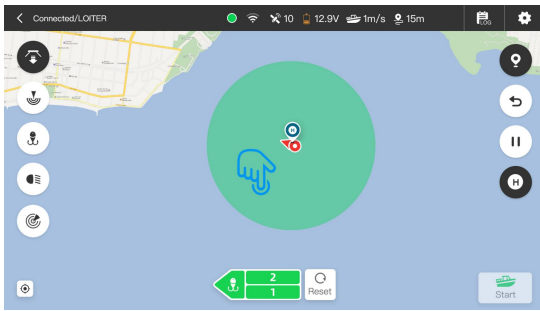 Connected/LOITER
10
12.9V
1m/s
15m
LOG
H
H
2
1
Reset
Start